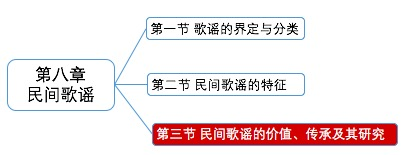 第八章
民间歌谣
第一节 歌谣的界定与分类
第二节 民间歌谣的特征
第三节 民间歌谣的价值、传承及其研究